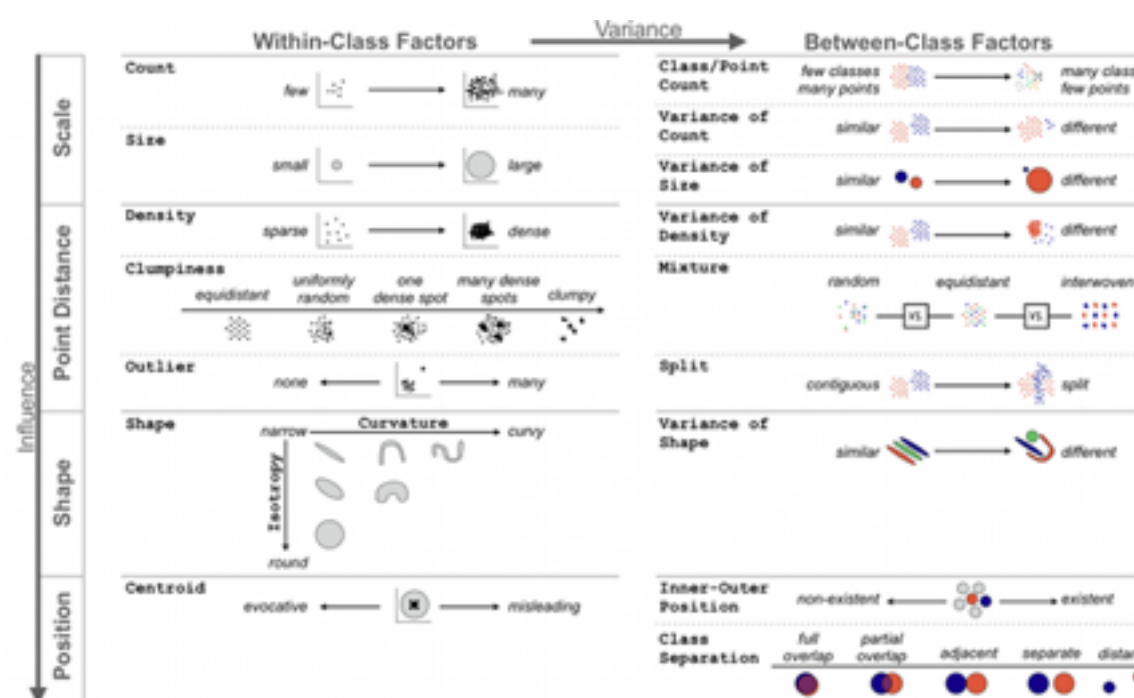 Variance
Within-Class Factors
Between-Class Factors
Influence
Scale
Count
few
many
Class/Point
Count
few classes
many points
many class
few points
Variance
of Count
similar
different
Size
small
large
Variance of
Size
similar
different
Point Distance
Density
sparse
dense
Variance of
Density
similar
different
Clumpiness
equidistant
uniformly
random
one
dense spot
many dense
spots
clumpy
Mixture
random
equidistant
interwoven
vs.
vs.
Outlier
none
many
Split
contiguous
split
Shape
Shape
narrow
Curvature
curvy
Isotropy
round
Variance of
Shape
similar
different
Position
Centroid
evocative
misleading
Inner-Outer
Position
non-existent
existent
Class
Separation
full
overlap
partial
overlap
adjacent
separate
distan